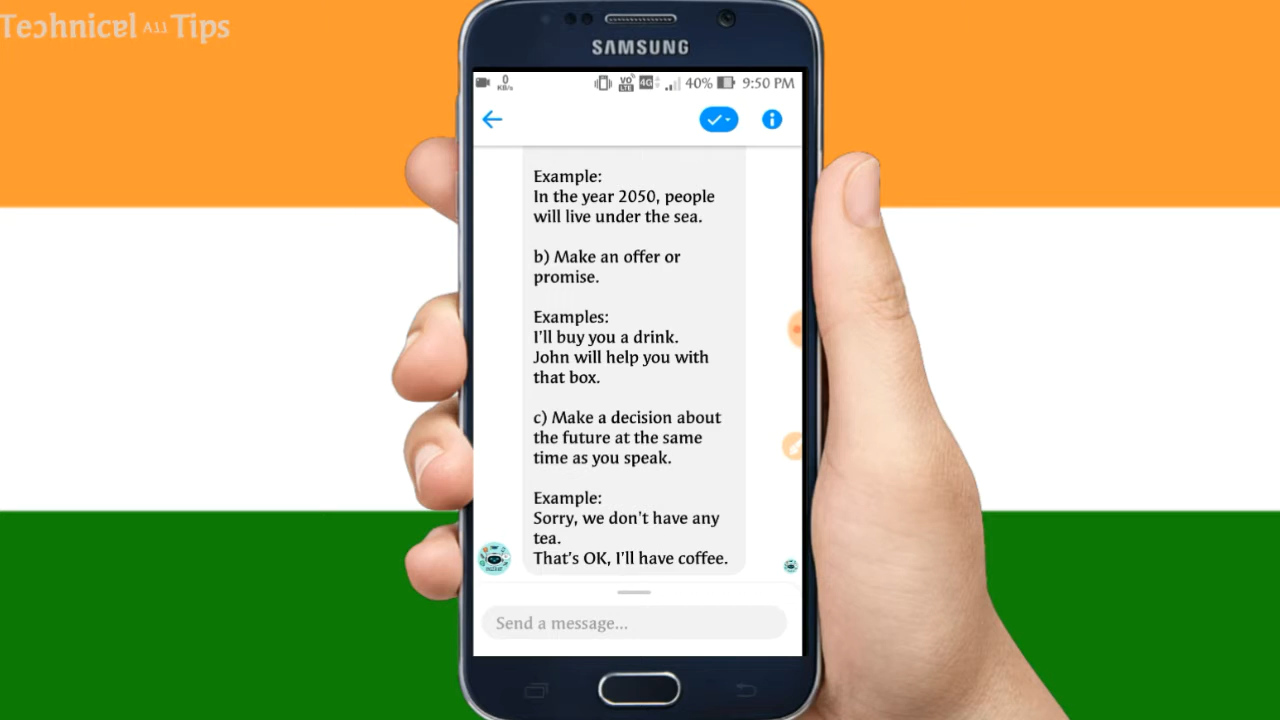 Technical All Tips
SAMSUNG
0
KB/s
VO
LTE
4G
40%
9:50 PM
Example:
In the year 2050, people
will live under the sea.
b) Make an offer or
promise.
Examples:
I'll buy you a drink.
John will help you with
that box.
c) Make a decision about
the future at the same
time as you speak.
Example:
Sorry, we don't have any
tea.
That's OK, I'll have coffee.
Send a message...